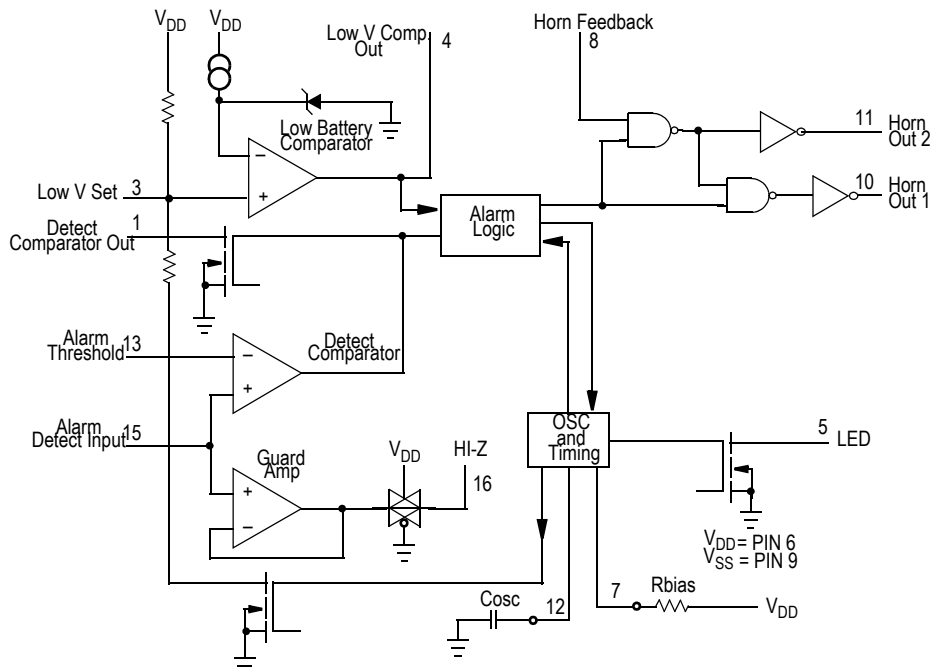 VDD
VDD
Low V Comp
Out
4
Horn Feedback
8
Low Battery
Comparator
−
+
11
Horn
Out 2
10
Horn
Out 1
Low V Set
3
1
Detect
Comparator Out
Alarm
Logic
Alarm
Threshold
13
−
+
Detect
Comparator
Alarm
Detect Input
15
Guard
Amp
+
−
VDD
HI-Z
16
OSC
and
Timing
5
LED
VDD = PIN 6
VSS = PIN 9
Cosc
12
7
Rbias
VDD